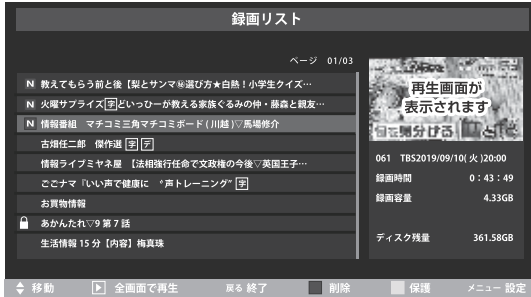 録画リスト
ページ 01/03
N 教えてもらう前と後【梨とサンマ㊙選び方★白熱!小学生クイズ…
N 火曜サプライズ字どいっひーが教える家族ぐるみの仲・藤森と親友…
N 情報番組 マチコミ三角マチコミボード(川越)▽馬場修介
古畑任二郎 傑作選 字 デ
情報ライブミヤネ屋 【法相強行任命で文政権の今後▽英国王子…
ごごナマ『いい声で健康に “声トレーニング” 字
お買物情報
あかんたれ▽9 第7話
生活情報15分【内容】梅真珠
再生画面が
表示されます
061 TBS2019/09/10(火)20:00
録画時間 0:43:49
録画容量 4.33GB
ディスク残量 361.58GB
移動 全画面で再生 戻る 終了 削除 保護 メニュー 設定